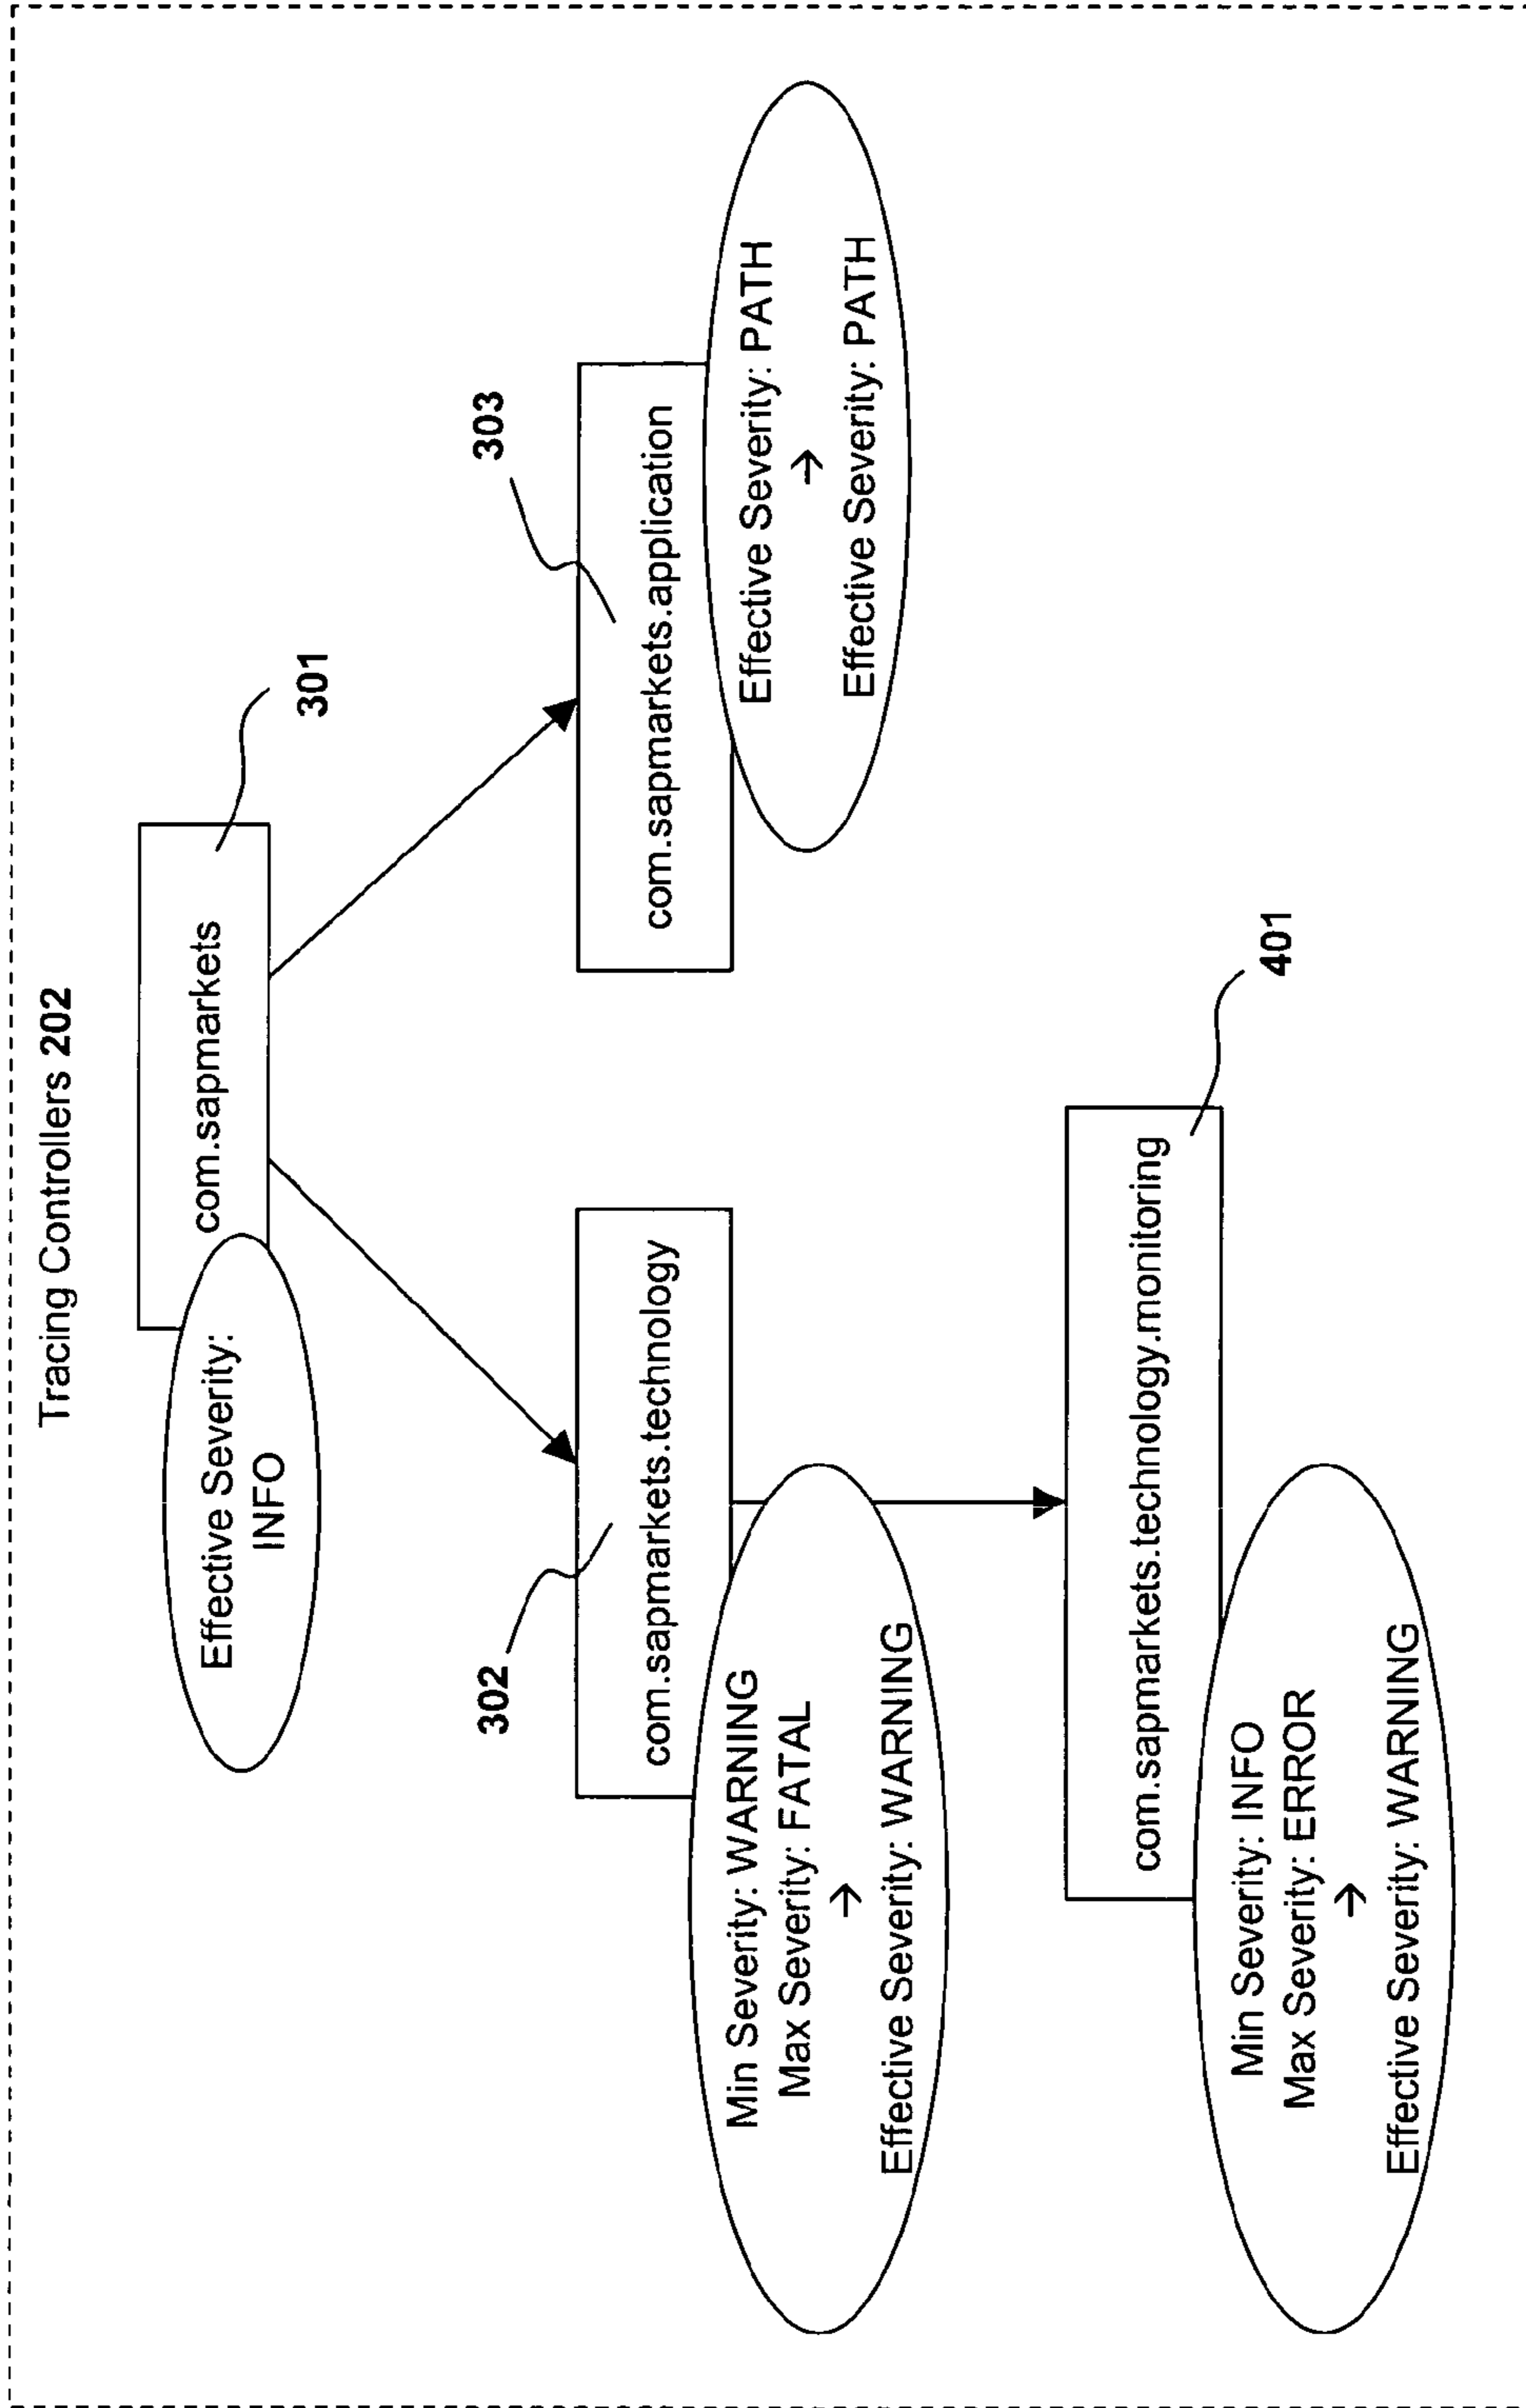 Tracing Controllers 202
com.sapmarkets
301
Effective Severity:
INFO
302
com.sapmarkets.technology
Min Severity: WARNING
Max Severity: FATAL
→
Effective Severity: WARNING
303
com.sapmarkets.application
Effective Severity: PATH
→
Effective Severity: PATH
com.sapmarkets.technology.monitoring
401
Min Severity: INFO
Max Severity: ERROR
→
Effective Severity: WARNING